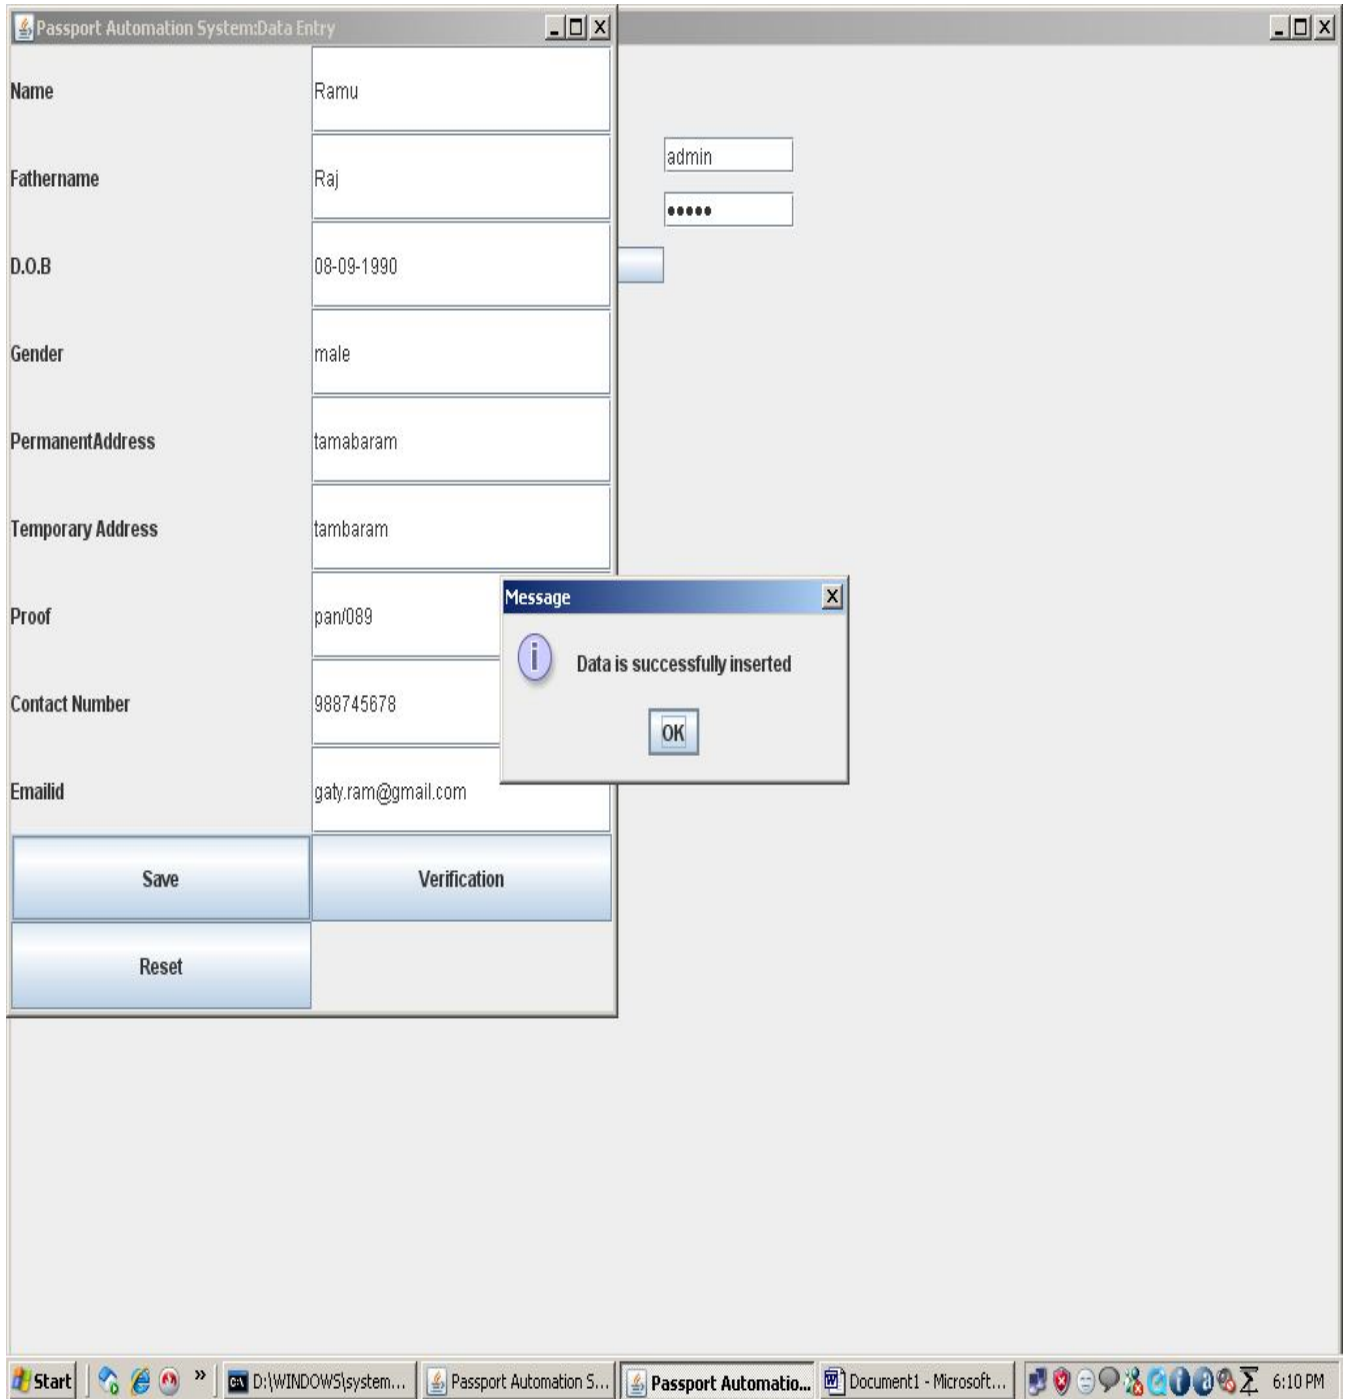 Passport Automation System:Data Entry
Name Ramu
Fathername Raj
D.O.B 08-09-1990
Gender male
PermanentAddress tamabaram
Temporary Address tambaram
Proof pan/089
Contact Number 988745678
Emailid gaty.ram@gmail.com
Save Verification
Reset
admin
•••••
Message
Data is successfully inserted
OK
Start » D:\WINDOWS\system... Passport Automation S... Passport Automatio... Document1 - Microsoft... 6:10 PM